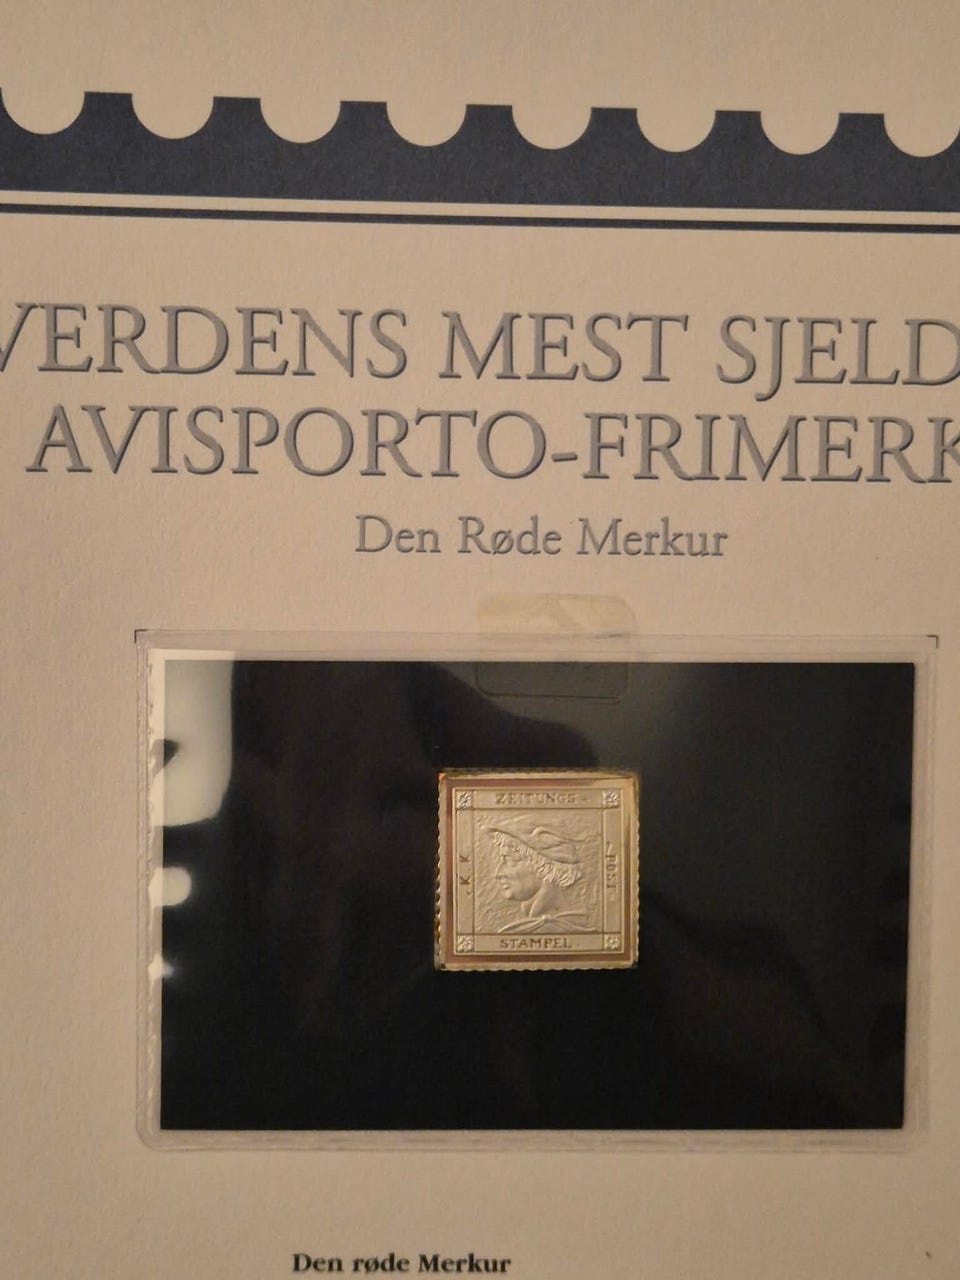 VERDENS MEST SJELD
AVISPORTO-FRIMERK
Den Røde Merkur
ZEITUNGS-
K.K.
POST-
STAMPEL.
Den røde Merkur